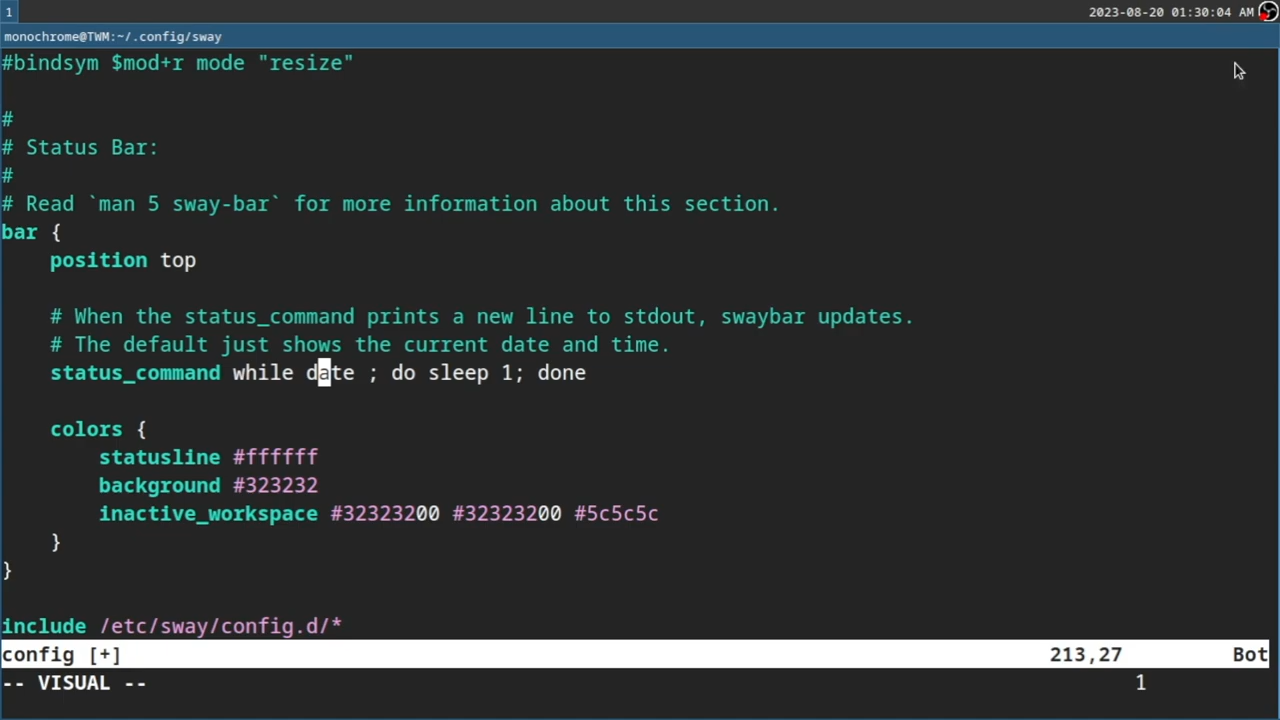 1
2023-08-20 01:30:04 AM
monochrome@TWM:~/.config/sway
#bindsym $mod+r mode "resize"
#
# Status Bar:
#
# Read `man 5 sway-bar` for more information about this section.
bar {
    position top
    # When the status_command prints a new line to stdout, swaybar updates.
    # The default just shows the current date and time.
    status_command while date ; do sleep 1; done
    colors {
        statusline #ffffff
        background #323232
        inactive_workspace #32323200 #32323200 #5c5c5c
    }
}
include /etc/sway/config.d/*
config [+] 213,27 Bot
-- VISUAL -- 1